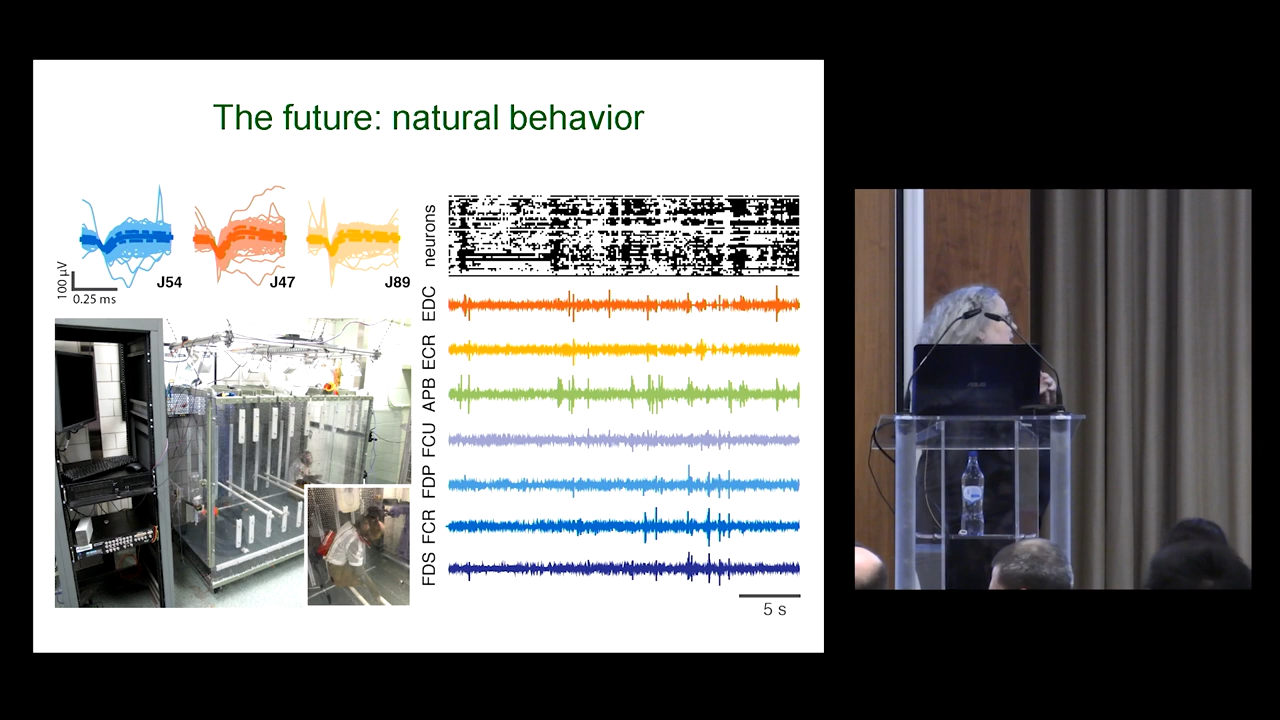 The future: natural behavior
100 µV
0.25 ms
J54
J47
J89
neurons
EDC
ECR
APB
FCU
FDP
FCR
FDS
5 s
ASUS